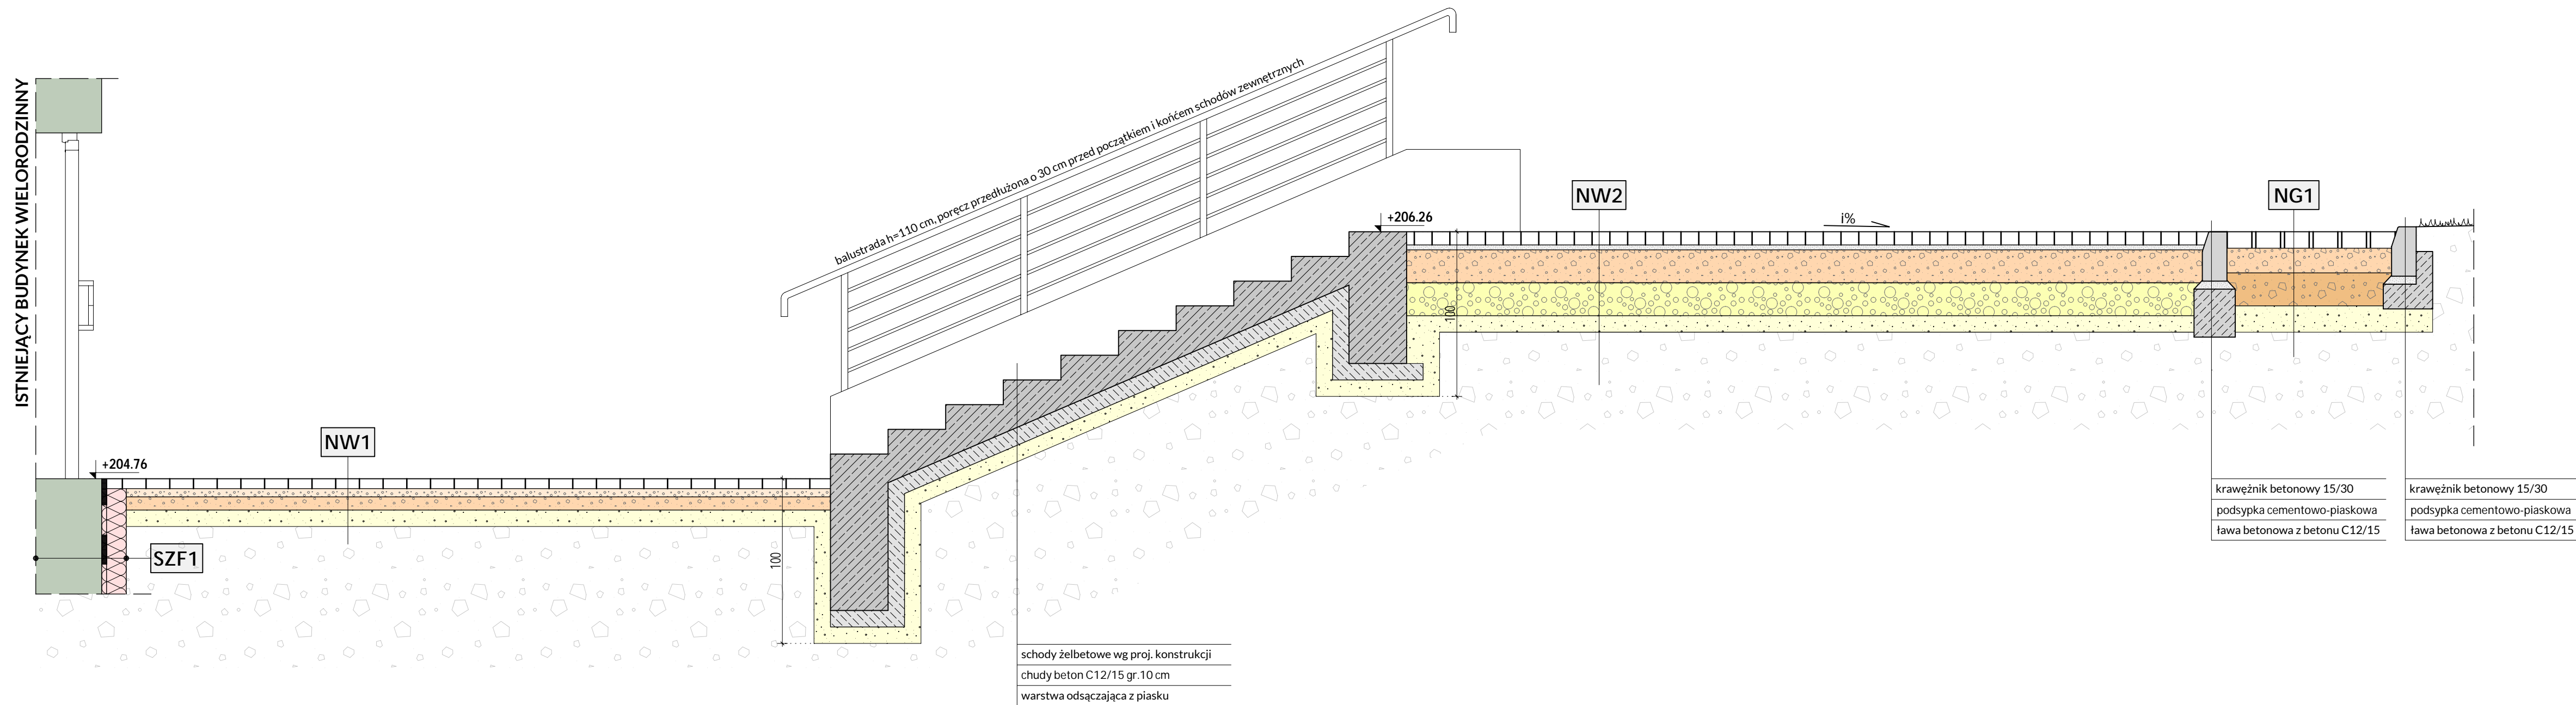 ISTNIEJĄCY BUDYNEK WIELORODZINNY
balustrada h=110 cm, poręcz przedłużona o 30 cm przed początkiem i końcem schodów zewnętrznych
NW2
NG1
+206.26
i%
100
NW1
+204.76
SZF1
100
krawężnik betonowy 15/30
podsypka cementowo-piaskowa
ława betonowa z betonu C12/15
krawężnik betonowy 15/30
podsypka cementowo-piaskowa
ława betonowa z betonu C12/15
schody żelbetowe wg proj. konstrukcji
chudy beton C12/15 gr.10 cm
warstwa odsączająca z piasku